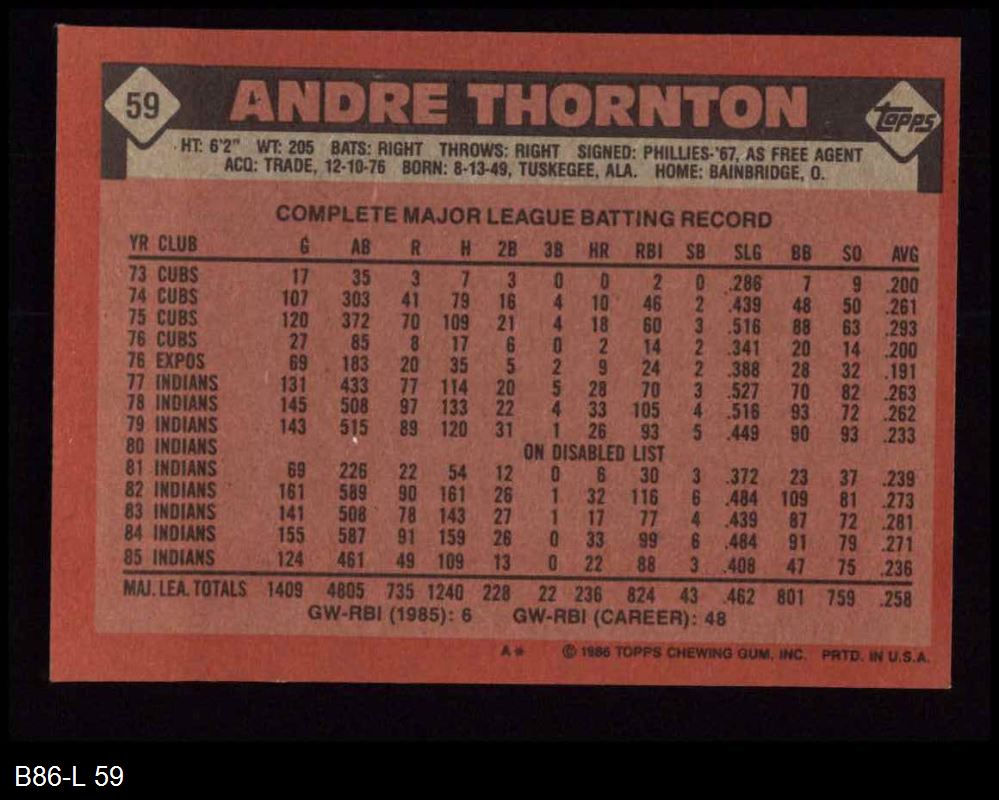 59 ANDRE THORNTON Topps
HT: 6'2" WT: 205 BATS: RIGHT THROWS: RIGHT SIGNED: PHILLIES-'67, AS FREE AGENT
ACQ: TRADE, 12-10-76 BORN: 8-13-49, TUSKEGEE, ALA. HOME: BAINBRIDGE, O.
COMPLETE MAJOR LEAGUE BATTING RECORD
YR CLUB G AB R H 2B 3B HR RBI SB SLG BB SO AVG
73 CUBS 17 35 3 7 3 0 0 2 0 .286 7 9 .200
74 CUBS 107 303 41 79 16 4 10 46 2 .439 48 50 .261
75 CUBS 120 372 70 109 21 4 18 60 3 .516 88 63 .293
76 CUBS 27 85 8 17 6 0 2 14 2 .341 20 14 .200
76 EXPOS 69 183 20 35 5 2 9 24 2 .388 28 32 .191
77 INDIANS 131 433 77 114 20 5 28 70 3 .527 70 82 .263
78 INDIANS 145 508 97 133 22 4 33 105 4 .516 93 72 .262
79 INDIANS 143 515 89 120 31 1 26 93 5 .449 90 93 .233
80 INDIANS ON DISABLED LIST
81 INDIANS 69 226 22 54 12 0 6 30 3 .372 23 37 .239
82 INDIANS 161 589 90 161 26 1 32 116 6 .484 109 81 .273
83 INDIANS 141 508 78 143 27 1 17 77 4 .439 87 72 .281
84 INDIANS 155 587 91 159 26 0 33 99 6 .484 91 79 .271
85 INDIANS 124 461 49 109 13 0 22 88 3 .408 47 75 .236
MAJ. LEA. TOTALS 1409 4805 735 1240 228 22 236 824 43 .462 801 759 .258
GW-RBI (1985): 6 GW-RBI (CAREER): 48
A* © 1986 TOPPS CHEWING GUM, INC. PRTD. IN U.S.A.
B86-L 59